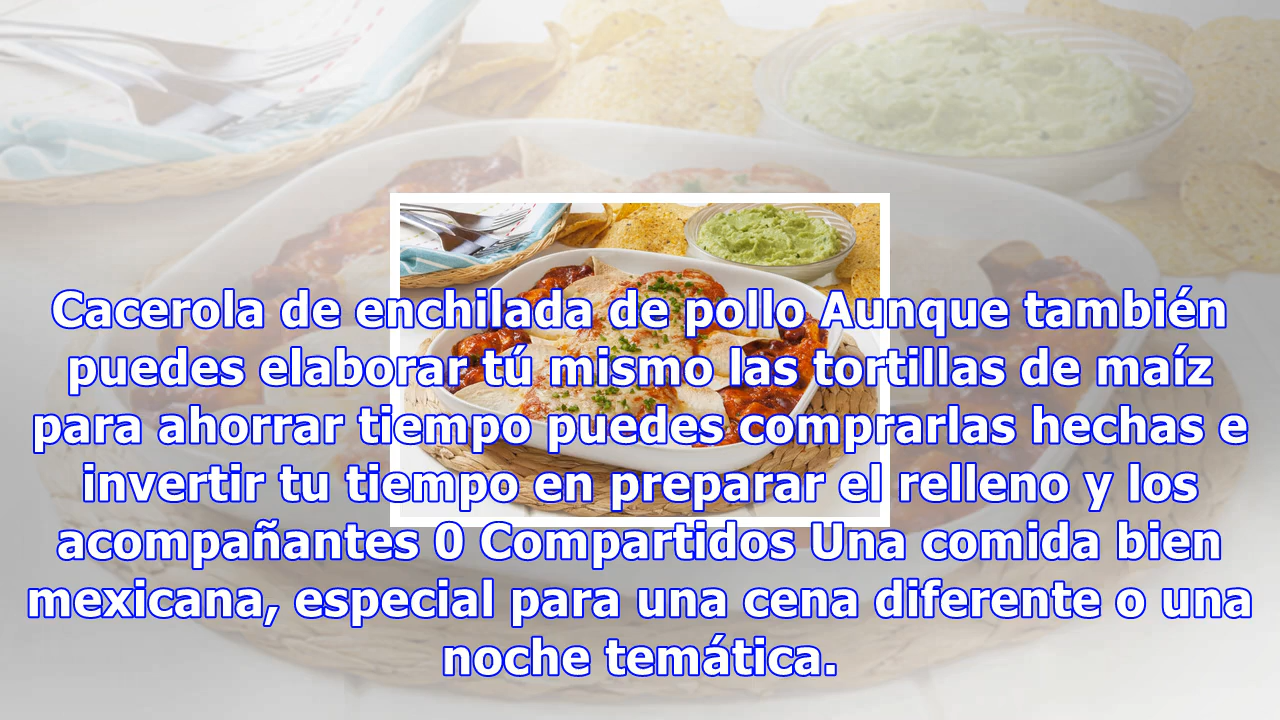 Cacerola de enchilada de pollo Aunque también
puedes elaborar tú mismo las tortillas de maíz
para ahorrar tiempo puedes comprarlas hechas e
invertir tu tiempo en preparar el relleno y los
acompañantes 0 Compartidos Una comida bien
mexicana, especial para una cena diferente o una
noche temática.